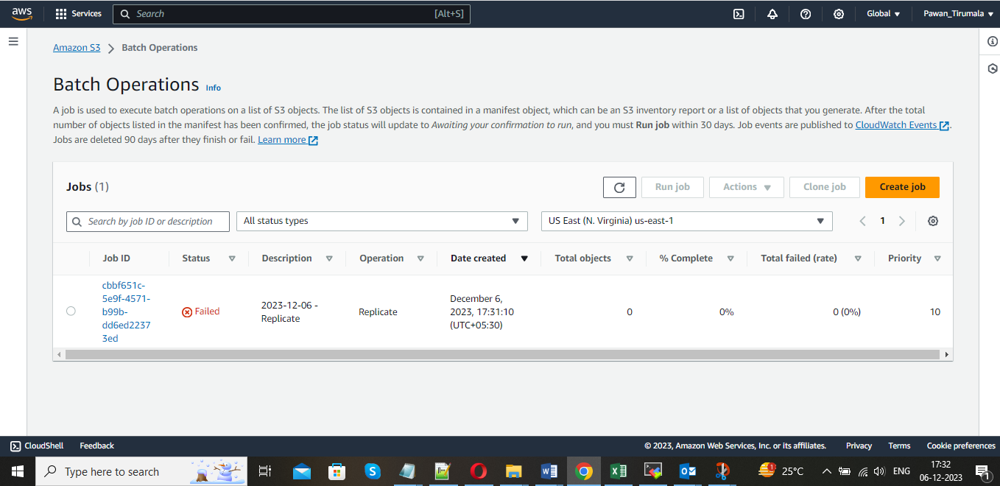 aws Services Search [Alt+S] Global Pawan_Tirumala
Amazon S3 Batch Operations
Batch Operations Info
A job is used to execute batch operations on a list of S3 objects. The list of S3 objects is contained in a manifest object, which can be an S3 inventory report or a list of objects that you generate. After the total
number of objects listed in the manifest has been confirmed, the job status will update to Awaiting your confirmation to run, and you must Run job within 30 days. Job events are published to CloudWatch Events.
Jobs are deleted 90 days after they finish or fail. Learn more
Jobs (1) Run job Actions Clone job Create job
Search by job ID or description All status types US East (N. Virginia) us-east-1 1
Job ID Status Description Operation Date created Total objects % Complete Total failed (rate) Priority
cbbf651c-
5e9f-4571-
b99b-
dd6ed2237
3ed
Failed
2023-12-06 -
Replicate
Replicate
December 6,
2023, 17:31:10
(UTC+05:30)
0 0% 0 (0%) 10
CloudShell Feedback © 2023, Amazon Web Services, Inc. or its affiliates. Privacy Terms Cookie preferences
Type here to search 1 25°C ENG 17:32
06-12-2023 1